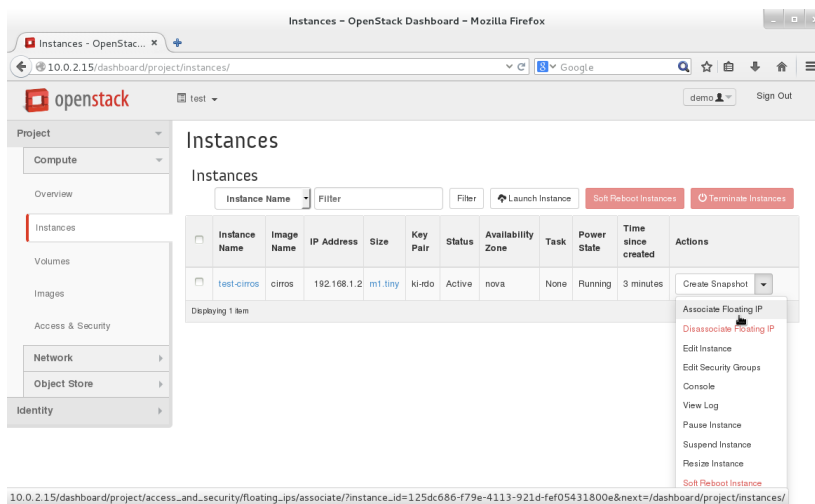 Instances - OpenStack Dashboard - Mozilla Firefox
Instances - OpenStac...
10.0.2.15/dashboard/project/instances/
Google
openstack
test
demo
Sign Out
Project
Compute
Overview
Instances
Volumes
Images
Access & Security
Network
Object Store
Identity
Instances
Instances
Instance Name
Filter
Filter
Launch Instance
Soft Reboot Instances
Terminate Instances
Instance Name
Image Name
IP Address
Size
Key Pair
Status
Availability Zone
Task
Power State
Time since created
Actions
test-cirros
cirros
192.168.1.2
m1.tiny
ki-rdo
Active
nova
None
Running
3 minutes
Create Snapshot
Displaying 1 item
Associate Floating IP
Disassociate Floating IP
Edit Instance
Edit Security Groups
Console
View Log
Pause Instance
Suspend Instance
Resize Instance
Soft Reboot Instance
10.0.2.15/dashboard/project/access_and_security/floating_ips/associate/?instance_id=125dc686-f79e-4113-921d-fef05431800e&next=/dashboard/project/instances/